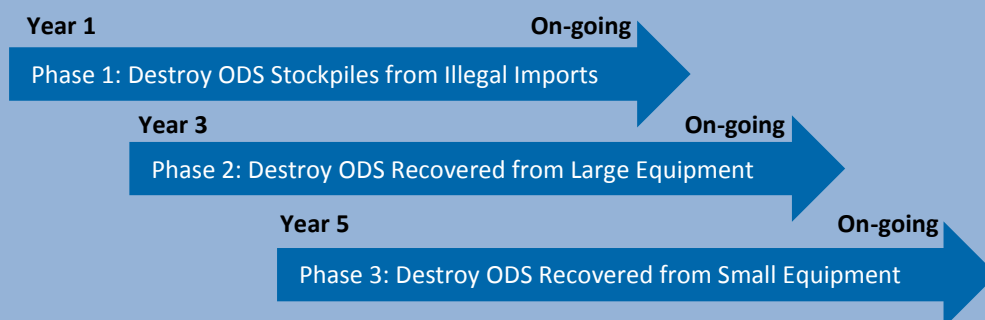 Year 1 On-going
Phase 1: Destroy ODS Stockpiles from Illegal Imports
Year 3 On-going
Phase 2: Destroy ODS Recovered from Large Equipment
Year 5 On-going
Phase 3: Destroy ODS Recovered from Small Equipment